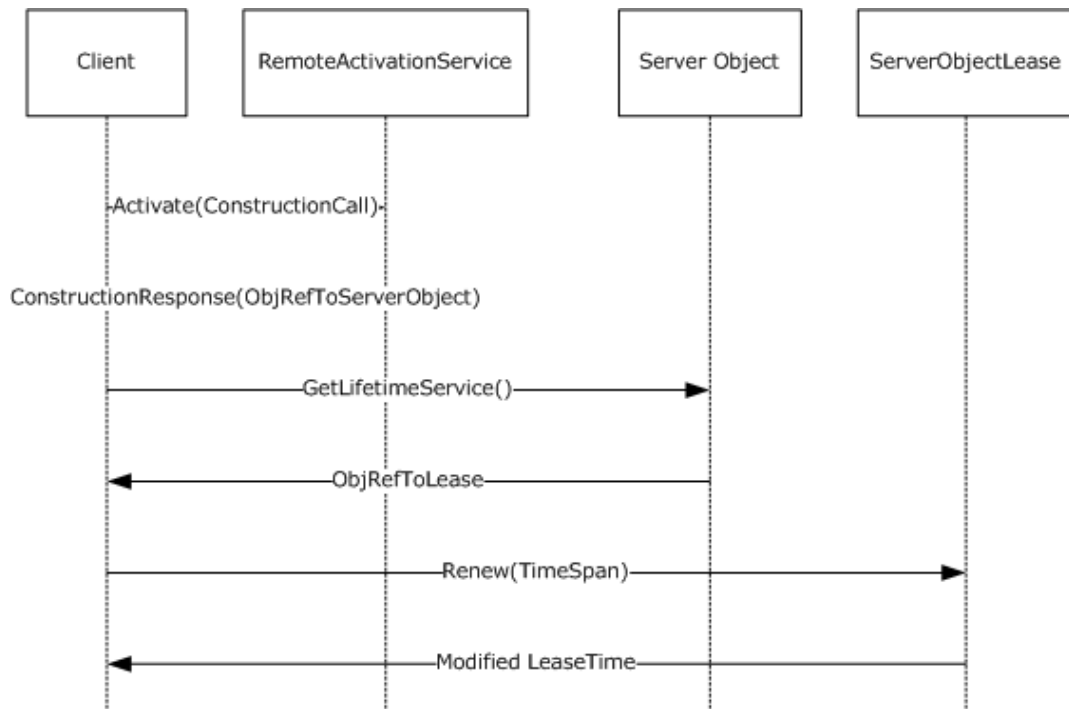 Client
RemoteActivationService
Server Object
ServerObjectLease
Activate(ConstructionCall)
ConstructionResponse(ObjRefToServerObject)
GetLifetimeService()
ObjRefToLease
Renew(TimeSpan)
Modified LeaseTime